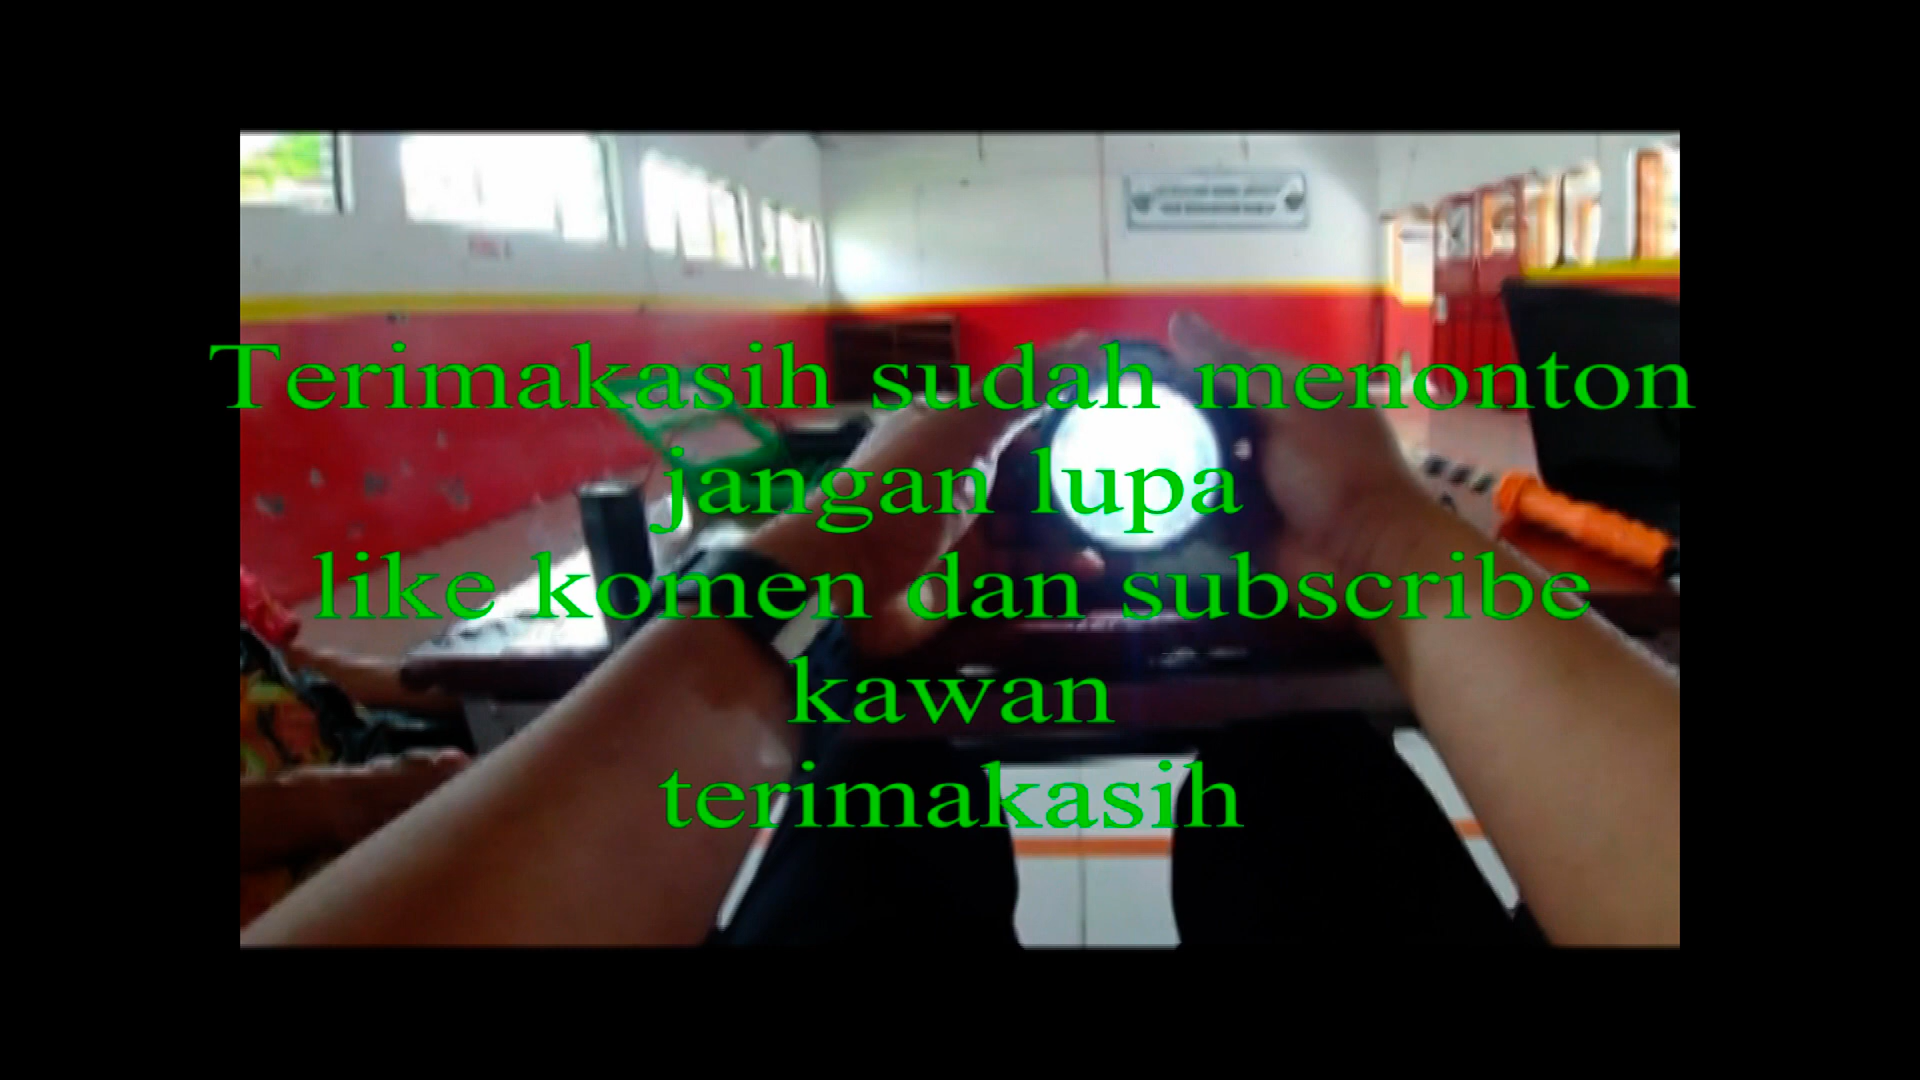 Terimakasih sudah menonton
jangan lupa
like komen dan subscribe
kawan
terimakasih